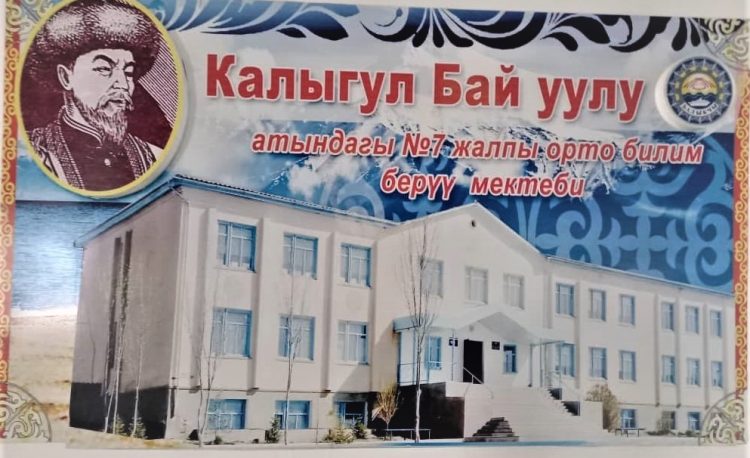 Калыгул Бай уулу
атындагы №7 жалпы орто билим
берүү мектеби